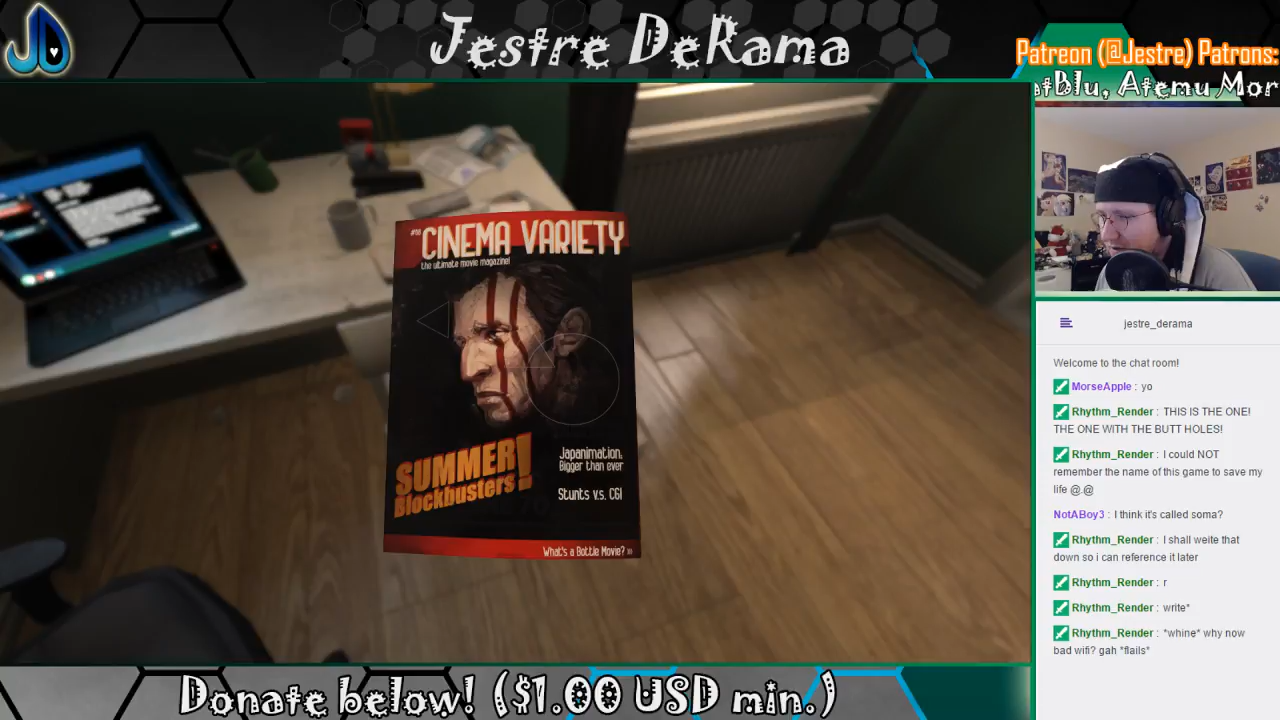 JD
Jestre DeRama
Patreon (@Jestre) Patrons:
tBlu, Atemu Mor
CINEMA VARIETY
the ultimate movie magazine!
SUMMER!
Blockbusters
Japanimation:
Bigger than ever
Stunts v.s. CGI
What's a Bottle Movie? »
jestre_derama
Welcome to the chat room!
MorseApple : yo
Rhythm_Render : THIS IS THE ONE!
THE ONE WITH THE BUTT HOLES!
Rhythm_Render : I could NOT
remember the name of this game to save my
life @.@
NotABoy3 : I think it's called soma?
Rhythm_Render : I shall weite that
down so i can reference it later
Rhythm_Render : r
Rhythm_Render : write*
Rhythm_Render : *whine* why now
bad wifi? gah *flails*
Donate below! ($1.00 USD min.)